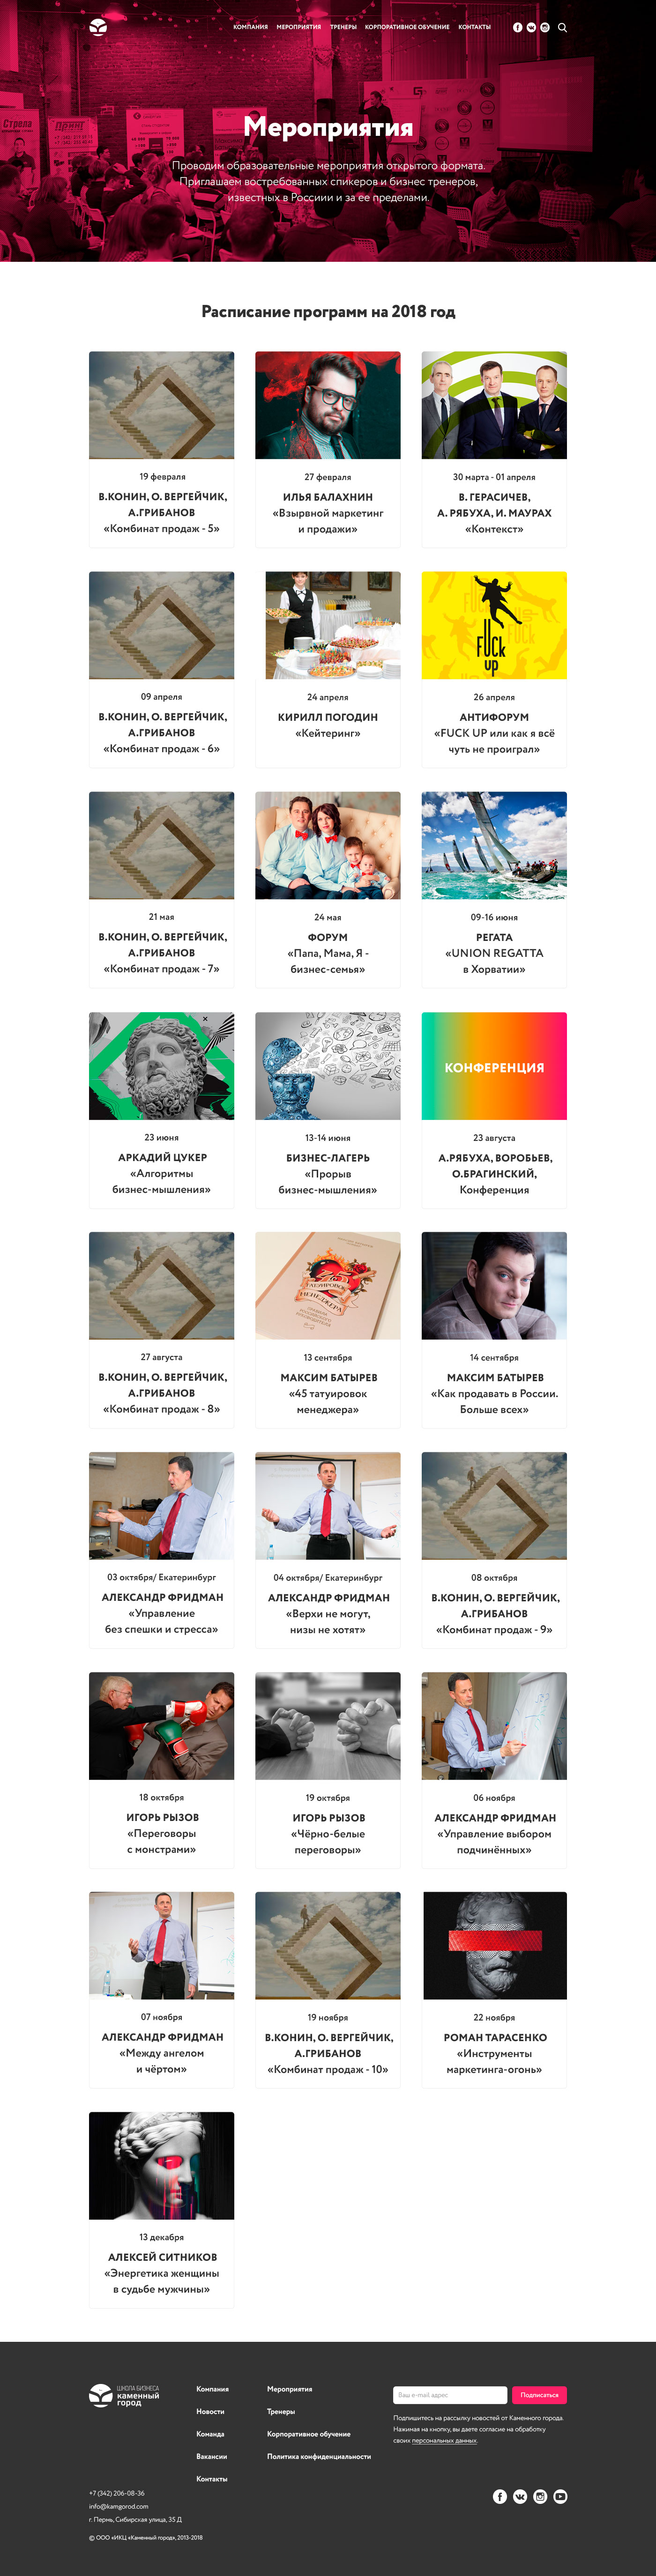 КОМПАНИЯ МЕРОПРИЯТИЯ ТРЕНЕРЫ КОРПОРАТИВНОЕ ОБУЧЕНИЕ КОНТАКТЫ
Стрела
Принт
Мероприятия
Проводим образовательные мероприятия открытого формата.
Приглашаем востребованных спикеров и бизнес тренеров,
известных в Россиии и за ее пределами.
Расписание программ на 2018 год
19 февраля
В.КОНИН, О. ВЕРГЕЙЧИК,
А.ГРИБАНОВ
«Комбинат продаж - 5»
27 февраля
ИЛЬЯ БАЛАХНИН
«Взрывной маркетинг
и продажи»
30 марта - 01 апреля
В. ГЕРАСИЧЕВ,
А. РЯБУХА, И. МАУРАХ
«Контекст»
09 апреля
В.КОНИН, О. ВЕРГЕЙЧИК,
А.ГРИБАНОВ
«Комбинат продаж - 6»
24 апреля
КИРИЛЛ ПОГОДИН
«Кейтеринг»
FUCK
up
26 апреля
АНТИФОРУМ
«FUCK UP или как я всё
чуть не проиграл»
21 мая
В.КОНИН, О. ВЕРГЕЙЧИК,
А.ГРИБАНОВ
«Комбинат продаж - 7»
24 мая
ФОРУМ
«Папа, Мама, Я -
бизнес-семья»
09-16 июня
РЕГАТА
«UNION REGATTA
в Хорватии»
23 июня
АРКАДИЙ ЦУКЕР
«Алгоритмы
бизнес-мышления»
13-14 июня
БИЗНЕС-ЛАГЕРЬ
«Прорыв
бизнес-мышления»
КОНФЕРЕНЦИЯ
23 августа
А.РЯБУХА, ВОРОБЬЕВ,
О.БРАГИНСКИЙ,
Конференция
27 августа
В.КОНИН, О. ВЕРГЕЙЧИК,
А.ГРИБАНОВ
«Комбинат продаж - 8»
ТАТУИРОВОК
МЕНЕДЖЕРА
13 сентября
МАКСИМ БАТЫРЕВ
«45 татуировок
менеджера»
14 сентября
МАКСИМ БАТЫРЕВ
«Как продавать в России.
Больше всех»
03 октября/ Екатеринбург
АЛЕКСАНДР ФРИДМАН
«Управление
без спешки и стресса»
04 октября/ Екатеринбург
АЛЕКСАНДР ФРИДМАН
«Верхи не могут,
низы не хотят»
08 октября
В.КОНИН, О. ВЕРГЕЙЧИК,
А.ГРИБАНОВ
«Комбинат продаж - 9»
18 октября
ИГОРЬ РЫЗОВ
«Переговоры
с монстрами»
19 октября
ИГОРЬ РЫЗОВ
«Чёрно-белые
переговоры»
06 ноября
АЛЕКСАНДР ФРИДМАН
«Управление выбором
подчинённых»
07 ноября
АЛЕКСАНДР ФРИДМАН
«Между ангелом
и чёртом»
19 ноября
В.КОНИН, О. ВЕРГЕЙЧИК,
А.ГРИБАНОВ
«Комбинат продаж - 10»
22 ноября
РОМАН ТАРАСЕНКО
«Инструменты
маркетинга-огонь»
13 декабря
АЛЕКСЕЙ СИТНИКОВ
«Энергетика женщины
в судьбе мужчины»
ШКОЛА БИЗНЕСА
каменный
город
Компания
Новости
Команда
Вакансии
Контакты
Мероприятия
Тренеры
Корпоративное обучение
Политика конфиденциальности
Ваш e-mail адрес
Подписаться
Подпишитесь на рассылку новостей от Каменного города.
Нажимая на кнопку, вы даете согласие на обработку
своих персональных данных.
+7 (342) 206-08-36
info@kamgorod.com
г. Пермь, Сибирская улица, 35 Д
© ООО «ИКЦ «Каменный город», 2013-2018